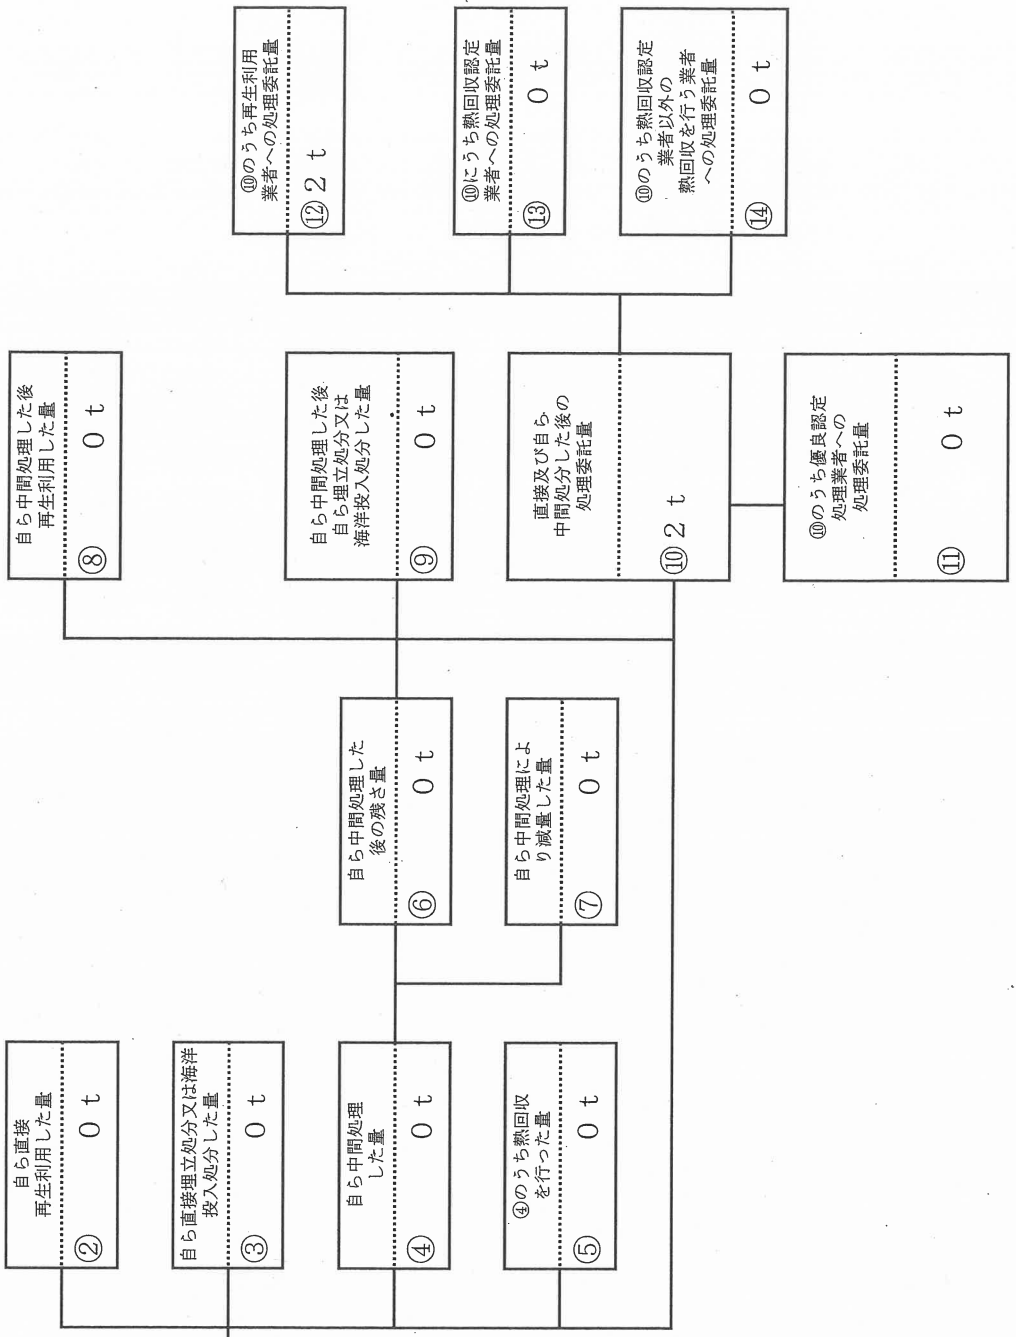 自ら直接
再生利用した量
② 0 t
自ら直接埋立処分又は海洋
投入処分した量
③ 0 t
自ら中間処理
した量
④ 0 t
④のうち熱回収
を行った量
⑤ 0 t
自ら中間処理した
後の残さ量
⑥ 0 t
自ら中間処理によ
り減量した量
⑦ 0 t
自ら中間処理した後
再生利用した量
⑧ 0 t
自ら中間処理した後
自ら埋立処分又は
海洋投入処分した量
⑨ 0 t
直接及び自ら
中間処分した後の
処理委託量
⑩ 2 t
⑩のうち優良認定
処理業者への
処理委託量
⑪ 0 t
⑩のうち再生利用
業者への処理委託量
⑫ 2 t
⑩にうち熱回収認定
業者への処理委託量
⑬ 0 t
⑩のうち熱回収認定
業者以外の
熱回収を行う業者
への処理委託量
⑭ 0 t